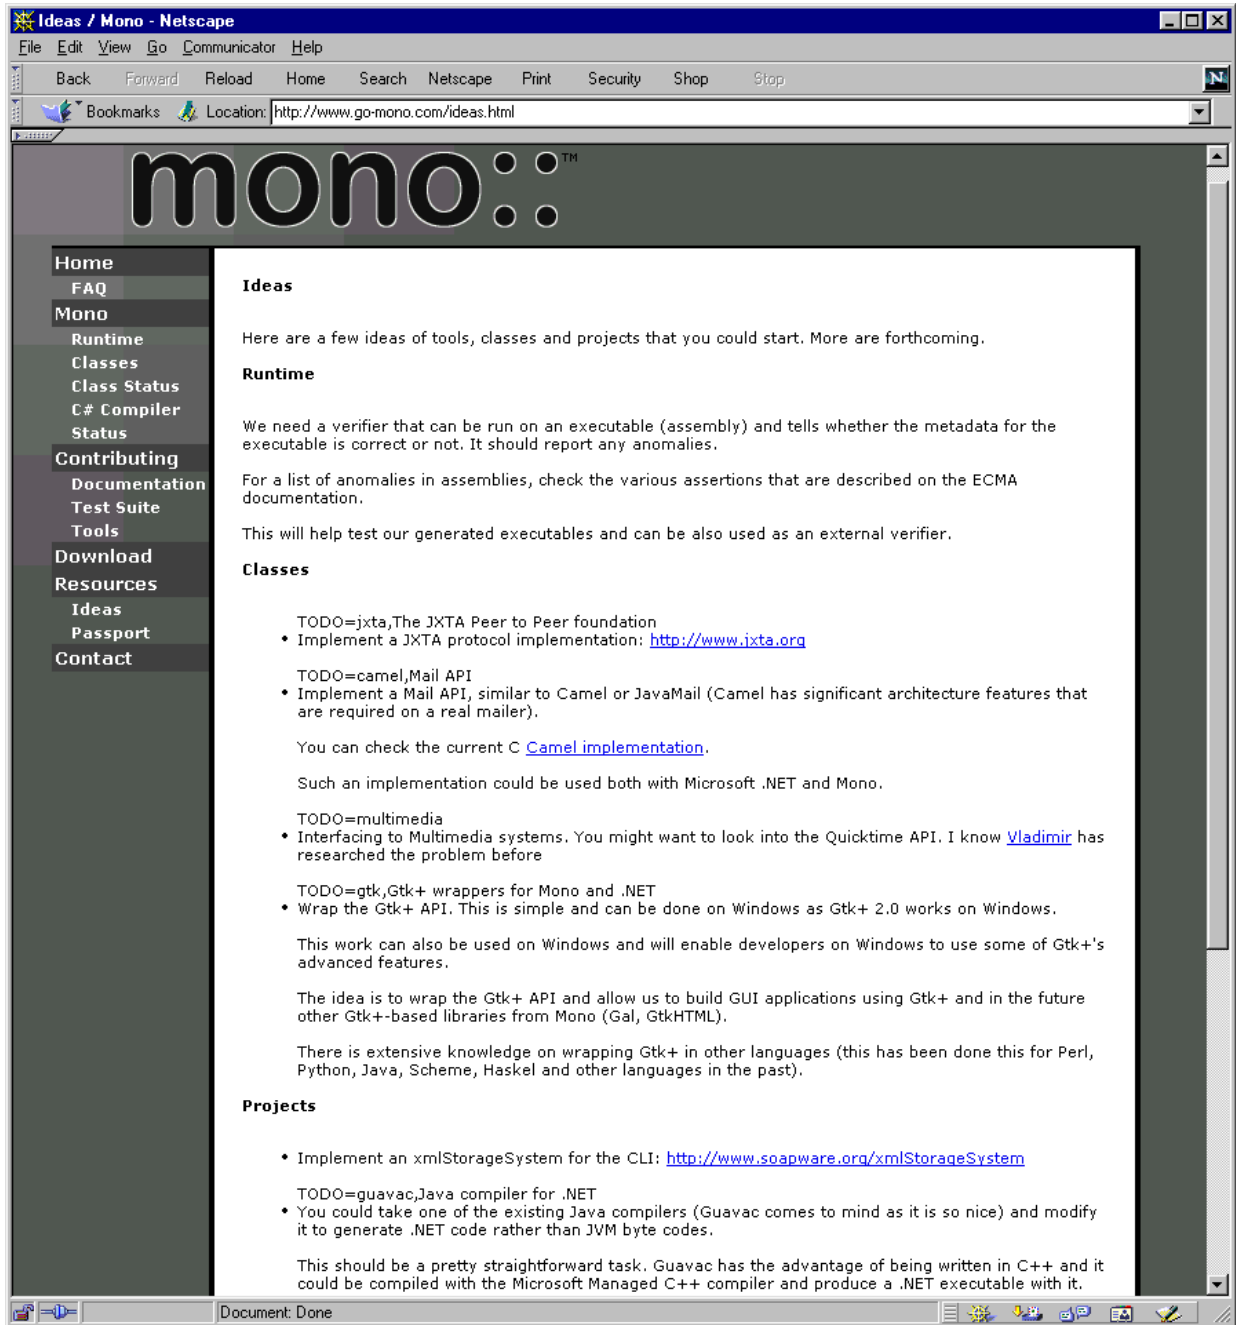 Ideas / Mono - Netscape
File Edit View Go Communicator Help
Back Forward Reload Home Search Netscape Print Security Shop Stop
N
Bookmarks Location: http://www.go-mono.com/ideas.html
mono::™
Home
FAQ
Mono
Runtime
Classes
Class Status
C# Compiler
Status
Contributing
Documentation
Test Suite
Tools
Download
Resources
Ideas
Passport
Contact
Ideas
Here are a few ideas of tools, classes and projects that you could start. More are forthcoming.
Runtime
We need a verifier that can be run on an executable (assembly) and tells whether the metadata for the
executable is correct or not. It should report any anomalies.
For a list of anomalies in assemblies, check the various assertions that are described on the ECMA
documentation.
This will help test our generated executables and can be also used as an external verifier.
Classes
TODO=jxta,The JXTA Peer to Peer foundation
• Implement a JXTA protocol implementation: http://www.jxta.org
TODO=camel,Mail API
• Implement a Mail API, similar to Camel or JavaMail (Camel has significant architecture features that
are required on a real mailer).
You can check the current C Camel implementation.
Such an implementation could be used both with Microsoft .NET and Mono.
TODO=multimedia
• Interfacing to Multimedia systems. You might want to look into the Quicktime API. I know Vladimir has
researched the problem before
TODO=gtk,Gtk+ wrappers for Mono and .NET
• Wrap the Gtk+ API. This is simple and can be done on Windows as Gtk+ 2.0 works on Windows.
This work can also be used on Windows and will enable developers on Windows to use some of Gtk+'s
advanced features.
The idea is to wrap the Gtk+ API and allow us to build GUI applications using Gtk+ and in the future
other Gtk+-based libraries from Mono (Gal, GtkHTML).
There is extensive knowledge on wrapping Gtk+ in other languages (this has been done this for Perl,
Python, Java, Scheme, Haskel and other languages in the past).
Projects
• Implement an xmlStorageSystem for the CLI: http://www.soapware.org/xmlStorageSystem
TODO=guavac,Java compiler for .NET
• You could take one of the existing Java compilers (Guavac comes to mind as it is so nice) and modify
it to generate .NET code rather than JVM byte codes.
This should be a pretty straightforward task. Guavac has the advantage of being written in C++ and it
could be compiled with the Microsoft Managed C++ compiler and produce a .NET executable with it.
Document: Done